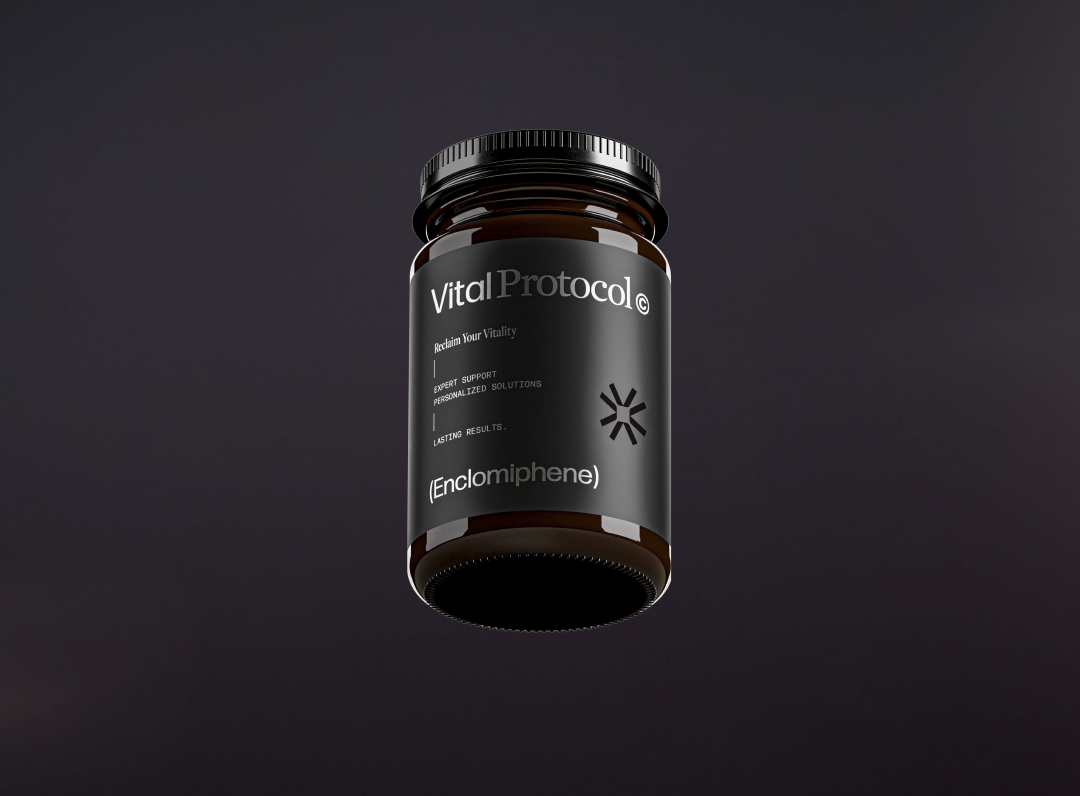 Vital Protocol ©
Reclaim Your Vitality
EXPERT SUPPORT
PERSONALIZED SOLUTIONS
LASTING RESULTS.
(Enclomiphene)